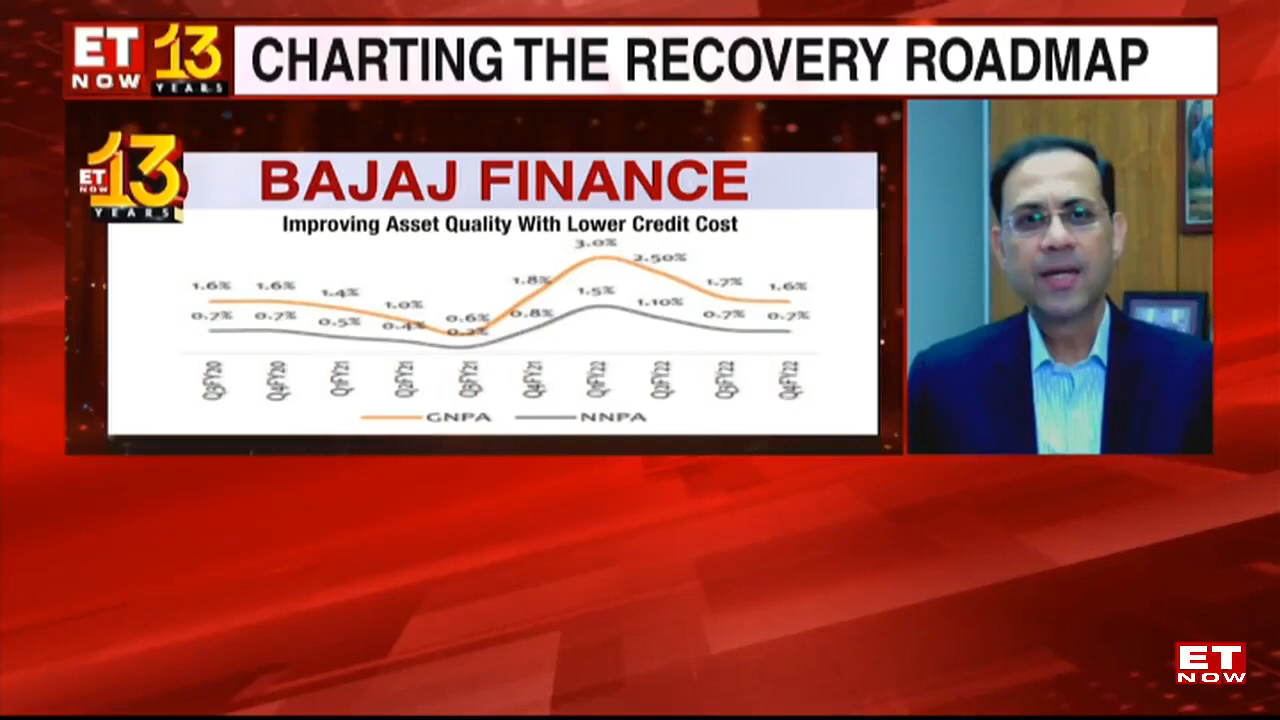 ET NOW 13 YEARS
CHARTING THE RECOVERY ROADMAP
ET NOW 13 YEARS
BAJAJ FINANCE
Improving Asset Quality With Lower Credit Cost
1.6% 1.6% 1.4% 1.0% 0.6% 1.8% 3.0% 2.50% 1.7% 1.6%
0.7% 0.7% 0.5% 0.4% 0.2% 0.8% 1.5% 1.10% 0.7% 0.7%
Q3FY20 Q4FY20 Q1FY21 Q2FY21 Q3FY21 Q4FY21 Q1FY22 Q2FY22 Q3FY22 Q4FY22
GNPA NNPA
ET NOW